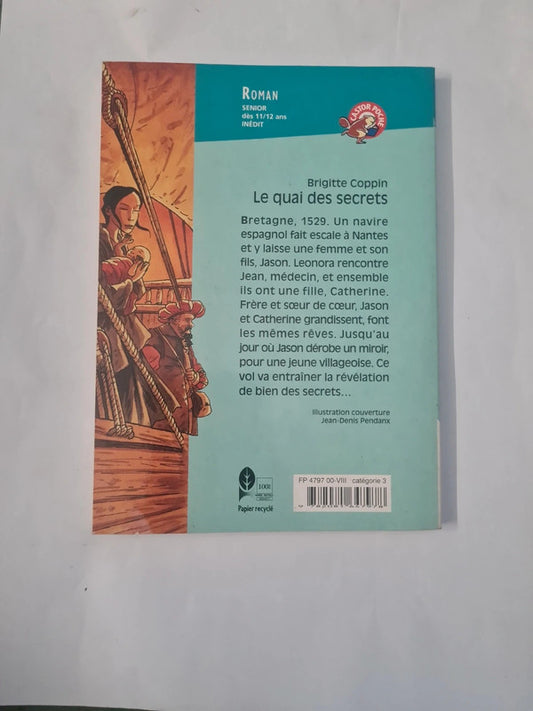 ROMAN
SENIOR
dès 11/12 ans
INÉDIT
CASTOR POCHE
Brigitte Coppin
Le quai des secrets
Bretagne, 1529. Un navire
espagnol fait escale à Nantes
et y laisse une femme et son
fils, Jason. Leonora rencontre
Jean, médecin, et ensemble
ils ont une fille, Catherine.
Frère et sœur de cœur, Jason
et Catherine grandissent, font
les mêmes rêves. Jusqu'au
jour où Jason dérobe un miroir,
pour une jeune villageoise. Ce
vol va entraîner la révélation
de bien des secrets...
Illustration couverture
Jean-Denis Pendanx
FP 4797 00-VIII catégorie 3
100%
Papier recyclé